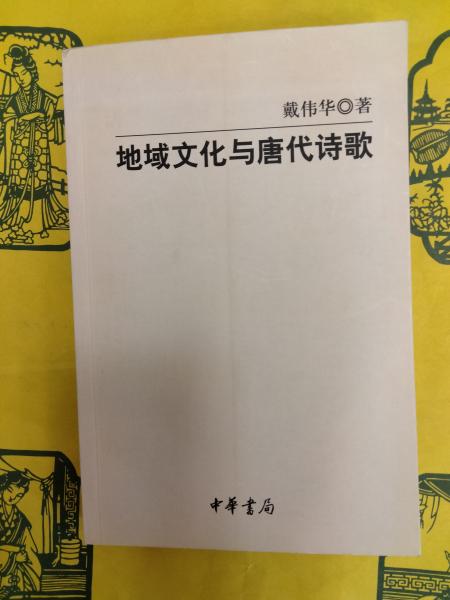 戴伟华◎著
地域文化与唐代诗歌
中華書局